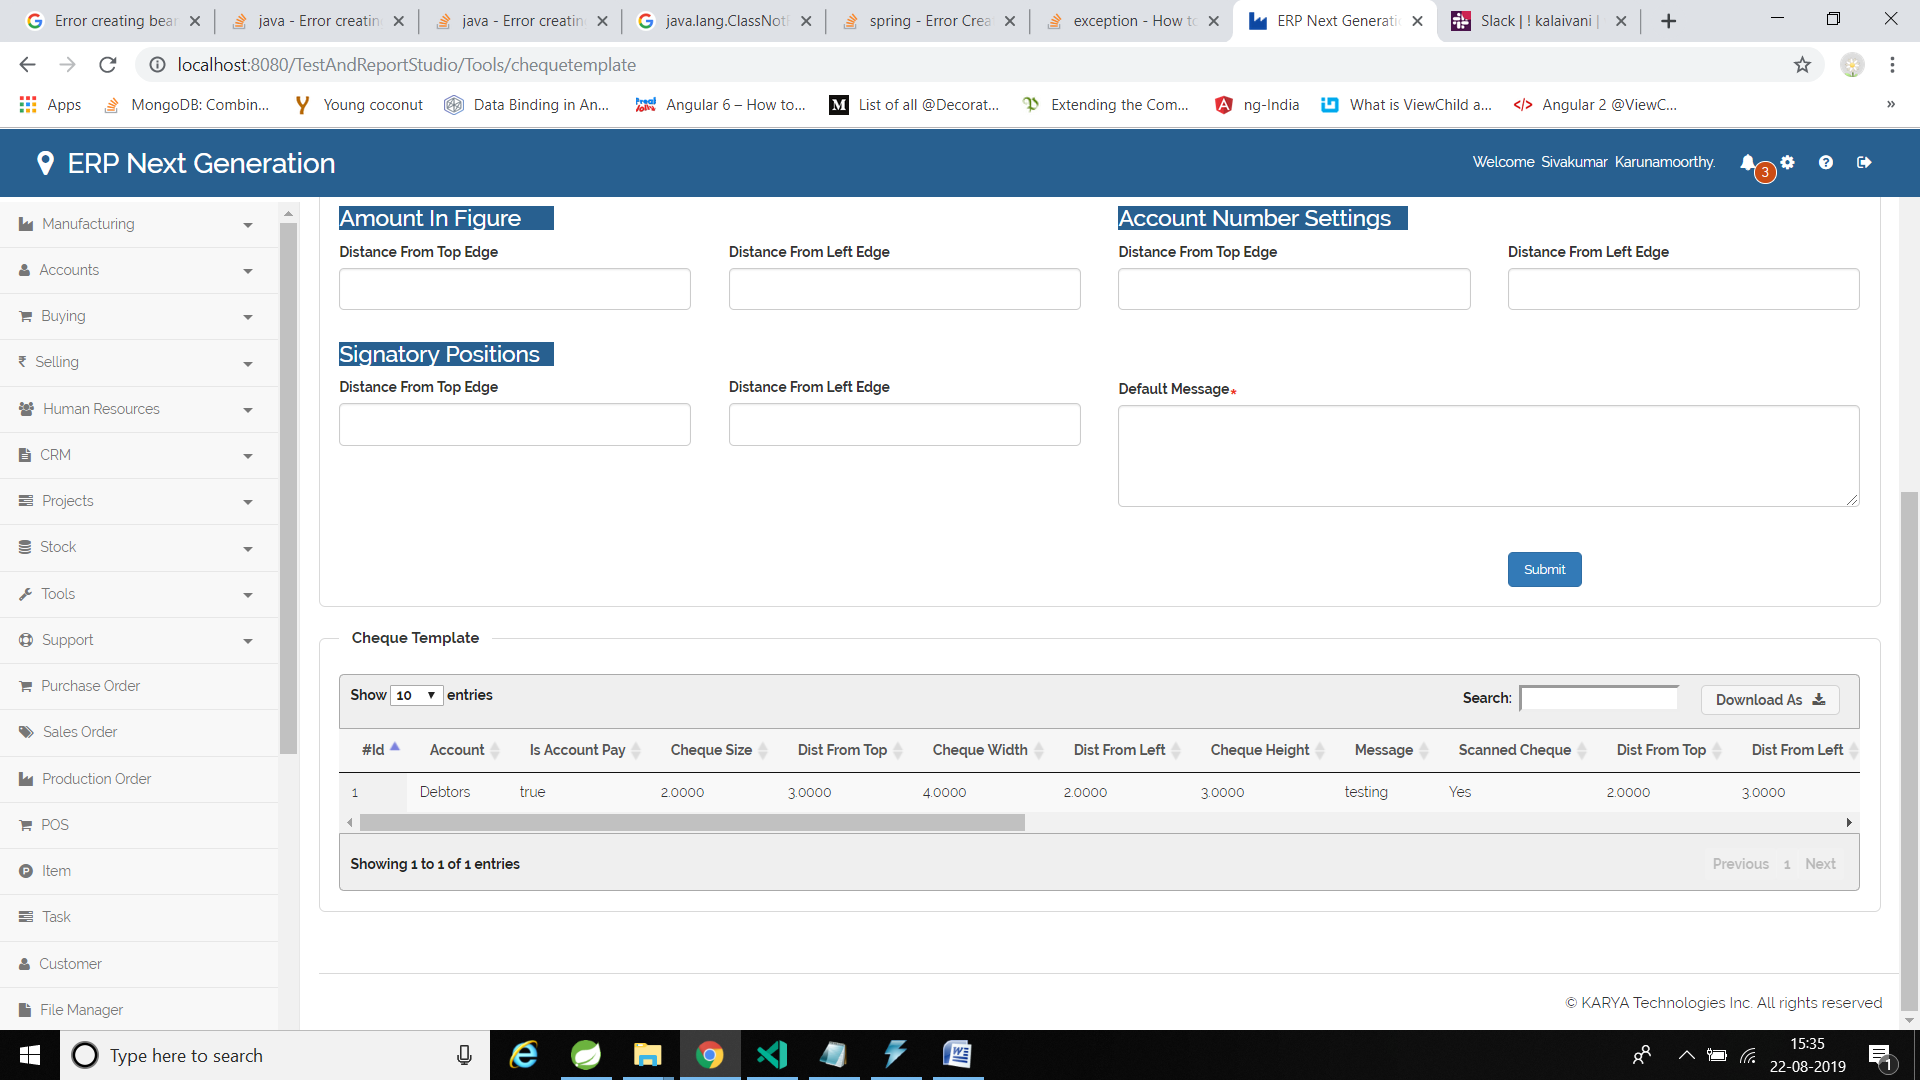 Error creating bea
java - Error creatin
java - Error creatin
java.lang.ClassNot
spring - Error Crea
exception - How to
ERP Next Generati
Slack | ! kalaivani |
localhost:8080/TestAndReportStudio/Tools/chequetemplate
Apps
MongoDB: Combin...
Young coconut
Data Binding in An...
Angular 6 – How to...
List of all @Decorat...
Extending the Com...
ng-India
What is ViewChild a...
Angular 2 @ViewC...
»
ERP Next Generation
Welcome Sivakumar Karunamoorthy.
3
Manufacturing
Accounts
Buying
Selling
Human Resources
CRM
Projects
Stock
Tools
Support
Purchase Order
Sales Order
Production Order
POS
Item
Task
Customer
File Manager
Amount In Figure
Distance From Top Edge
Distance From Left Edge
Account Number Settings
Distance From Top Edge
Distance From Left Edge
Signatory Positions
Distance From Top Edge
Distance From Left Edge
Default Message*
Submit
Cheque Template
Show 10 entries
Search:
Download As
#Id Account Is Account Pay Cheque Size Dist From Top Cheque Width Dist From Left Cheque Height Message Scanned Cheque Dist From Top Dist From Left
1 Debtors true 2.0000 3.0000 4.0000 2.0000 3.0000 testing Yes 2.0000 3.0000
Showing 1 to 1 of 1 entries
Previous 1 Next
© KARYA Technologies Inc. All rights reserved
Type here to search
15:35
22-08-2019
1